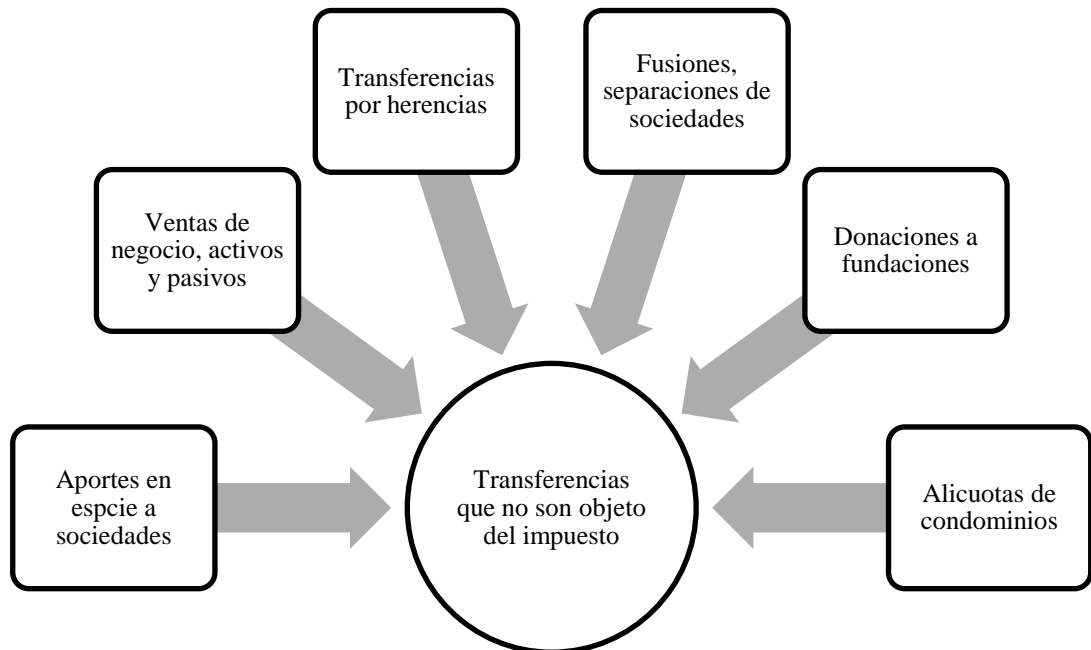 Transferencias
por herencias
Fusiones,
separaciones de
sociedades
Ventas de
negocio, activos
y pasivos
Donaciones a
fundaciones
Aportes en
espcie a
sociedades
Transferencias
que no son objeto
del impuesto
Alicuotas de
condominios